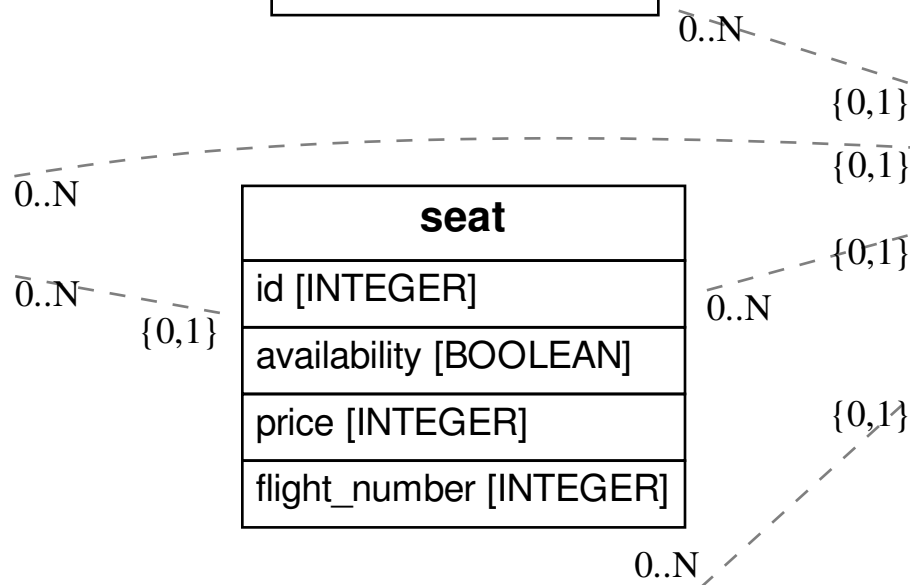 0..N
{0,1}
{0,1}
0..N
seat
{0,1}
id [INTEGER]
0..N
0..N
{0,1}
availability [BOOLEAN]
price [INTEGER]
{0,1}
flight_number [INTEGER]
0..N